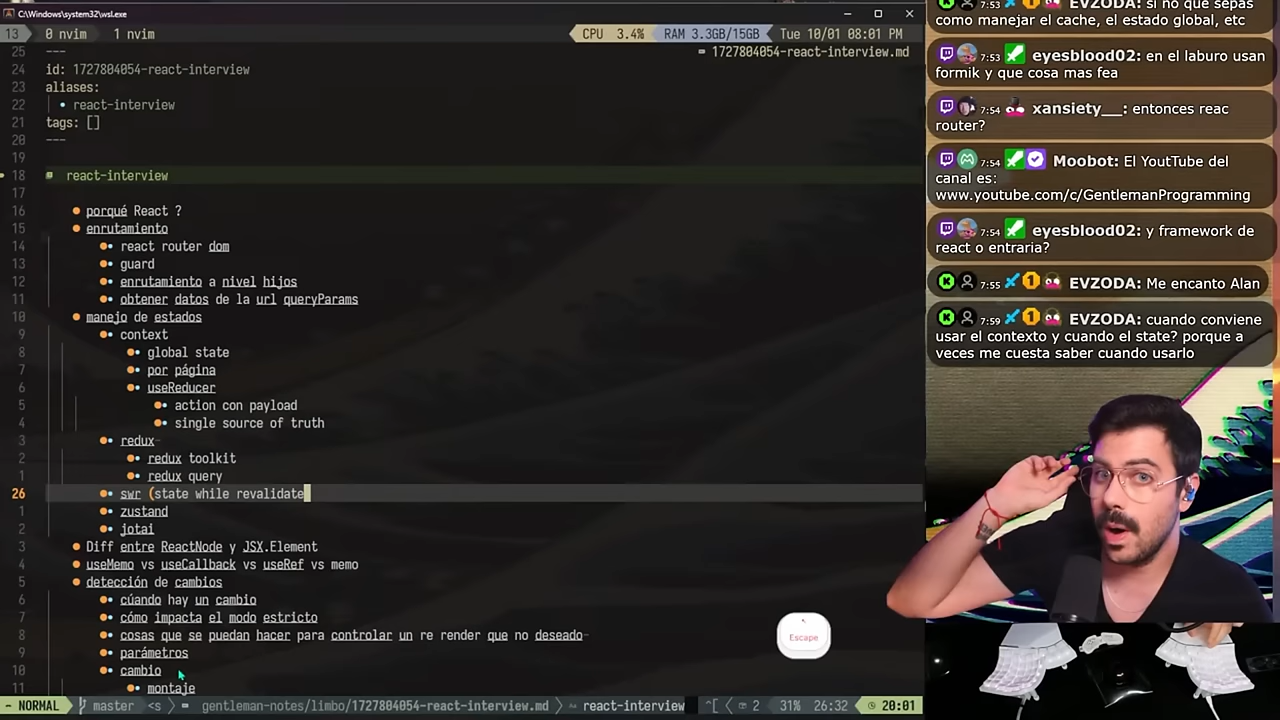 C:\Windows\system32\wsl.exe
13 0 nvim 1 nvim CPU 3.4% RAM 3.3GB/15GB Tue 10/01 08:01 PM
1727804054-react-interview.md
25 ---
24 id: 1727804054-react-interview
23 aliases:
22 • react-interview
21 tags: []
20 ---
19
18 react-interview
17
16 porqué React ?
15 enrutamiento
14 react router dom
13 guard
12 enrutamiento a nivel hijos
11 obtener datos de la url queryParams
10 manejo de estados
9 context
8 global state
7 por página
6 useReducer
5 action con payload
4 single source of truth
3 redux-
2 redux toolkit
1 redux query
26 swr (state while revalidate
1 zustand
2 jotai
3 Diff entre ReactNode y JSX.Element
4 useMemo vs useCallback vs useRef vs memo
5 detección de cambios
6 cúando hay un cambio
7 cómo impacta el modo estricto
8 cosas que se puedan hacer para controlar un re render que no deseado-
9 parámetros
10 cambio
11 montaje
- NORMAL master <s gentleman-notes/limbo/1727804054-react-interview.md react-interview ^[ 2 31% 26:32 20:01
Escape
7:53 EVZODA: si no que sepas
como manejar el cache, el estado global, etc
7:53 eyesblood02: en el laburo usan
formik y que cosa mas fea
7:54 xansiety__: entonces reac
router?
7:54 Moobot: El YoutTube del
canal es:
www.youtube.com/c/GentlemanProgramming
7:54 eyesblood02: y framework de
react o entraria?
7:55 EVZODA: Me encanto Alan
7:59 EVZODA: cuando conviene
usar el contexto y cuando el state? porque a
veces me cuesta saber cuando usarlo